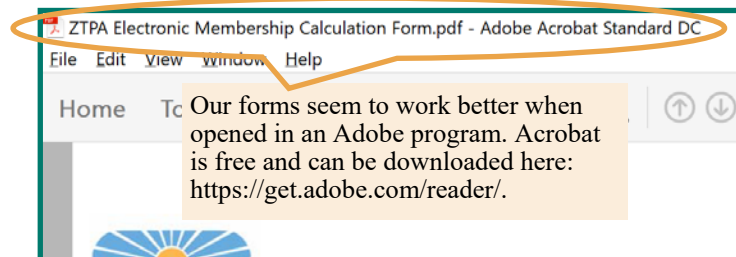 ZTPA Electronic Membership Calculation Form.pdf - Adobe Acrobat Standard DC
File Edit View Window Help
Home
Our forms seem to work better when
opened in an Adobe program. Acrobat
is free and can be downloaded here:
https://get.adobe.com/reader/.